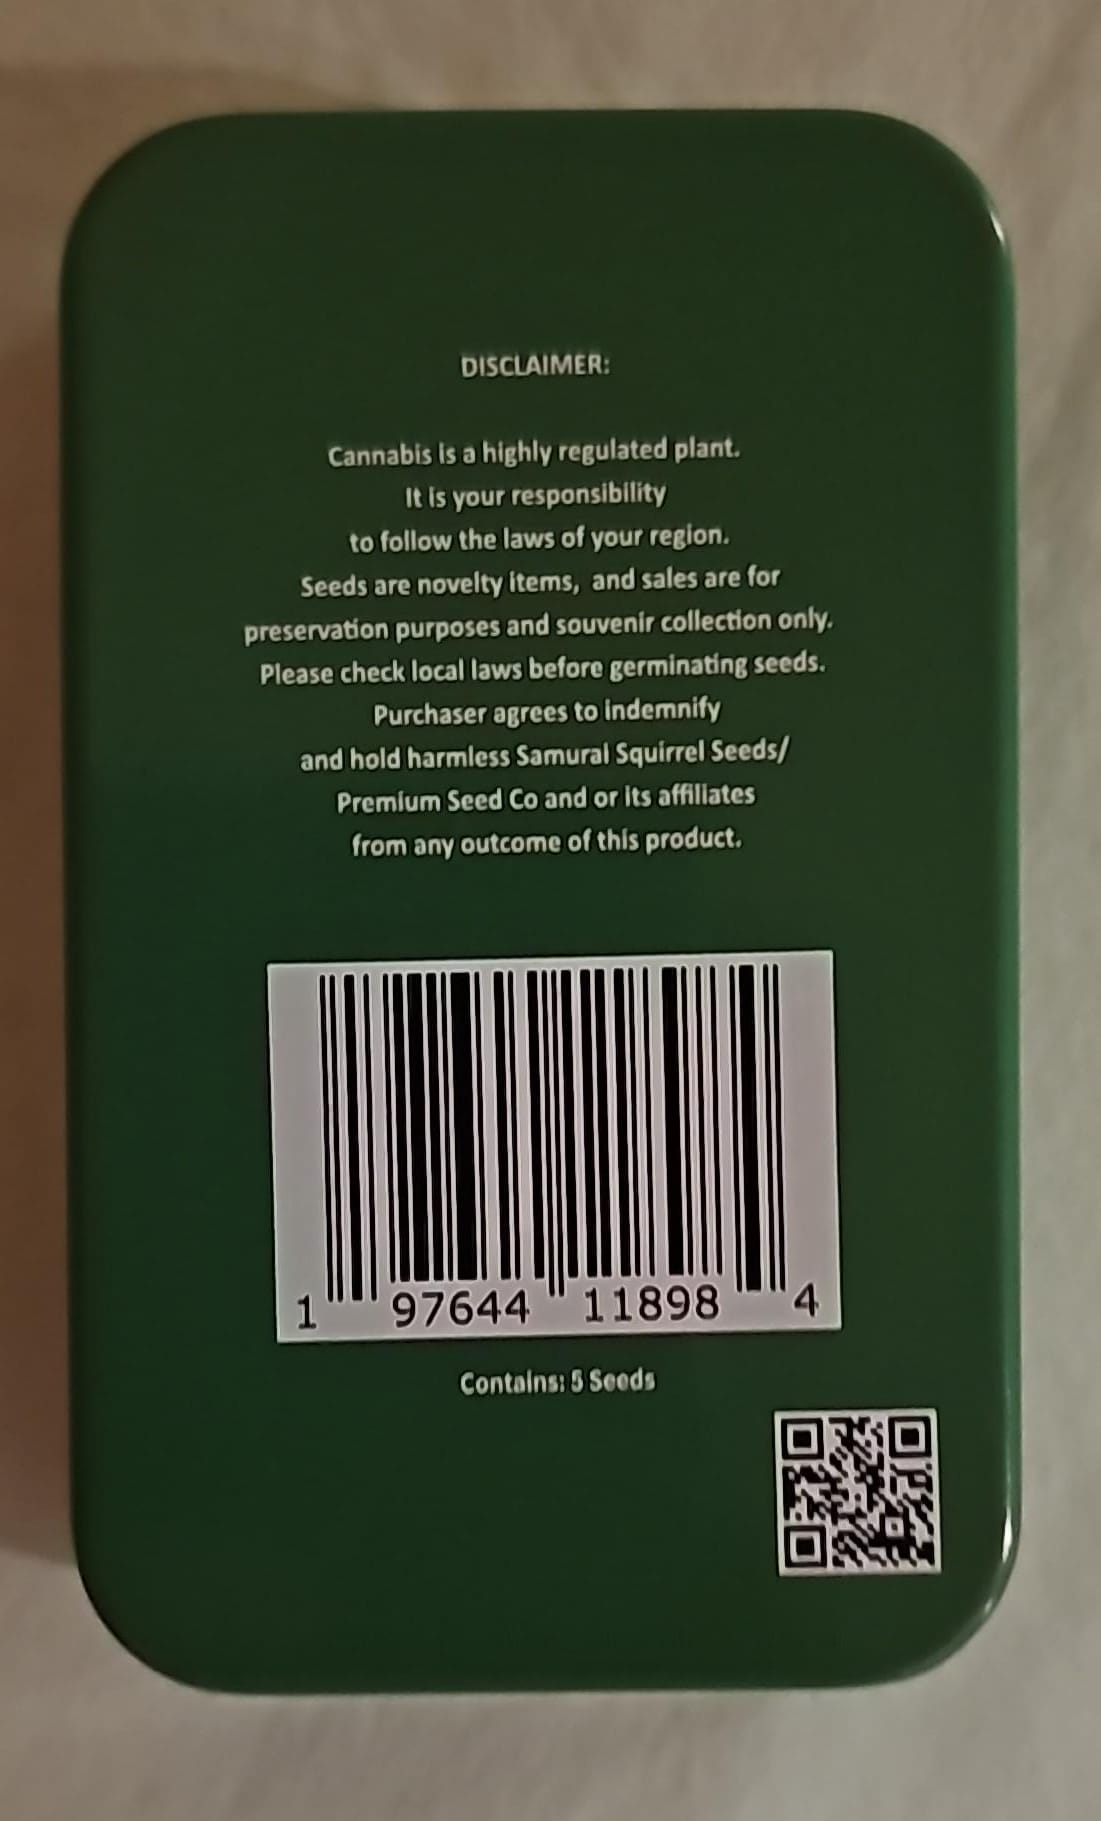 DISCLAIMER:
Cannabis is a highly regulated plant.
It is your responsibility
to follow the laws of your region.
Seeds are novelty items, and sales are for
preservation purposes and souvenir collection only.
Please check local laws before germinating seeds.
Purchaser agrees to indemnify
and hold harmless Samurai Squirrel Seeds/
Premium Seed Co and or its affiliates
from any outcome of this product.
1 97644 11898 4
Contains: 5 Seeds